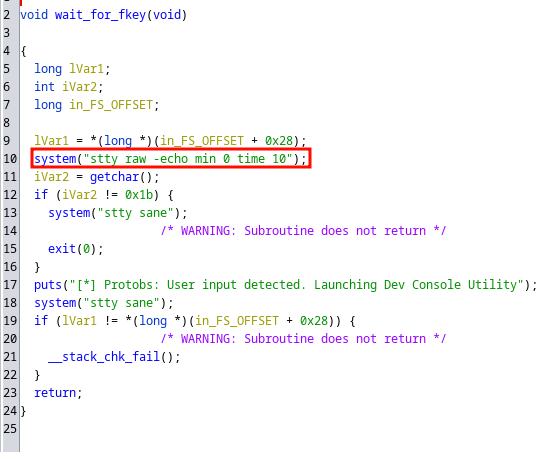 2 void wait_for_fkey(void)
3
4 {
5 long lVar1;
6 int iVar2;
7 long in_FS_OFFSET;
8
9 lVar1 = *(long *)(in_FS_OFFSET + 0x28);
10 system("stty raw -echo min 0 time 10");
11 iVar2 = getchar();
12 if (iVar2 != 0x1b) {
13 system("stty sane");
14 /* WARNING: Subroutine does not return */
15 exit(0);
16 }
17 puts("[*] Protobs: User input detected. Launching Dev Console Utility");
18 system("stty sane");
19 if (lVar1 != *(long *)(in_FS_OFFSET + 0x28)) {
20 /* WARNING: Subroutine does not return */
21 __stack_chk_fail();
22 }
23 return;
24 }
25